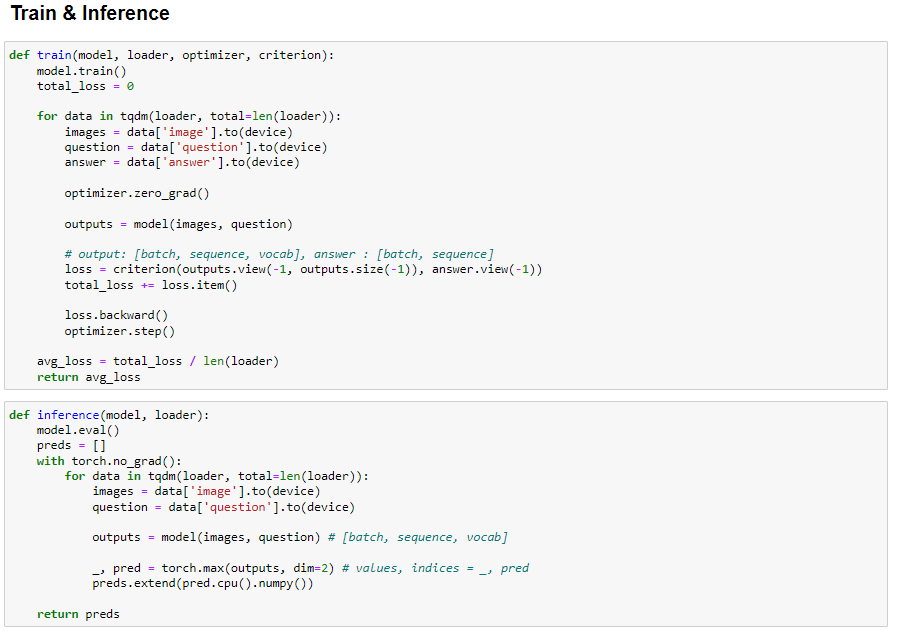 Train & Inference
def train(model, loader, optimizer, criterion):
    model.train()
    total_loss = 0

    for data in tqdm(loader, total=len(loader)):
        images = data['image'].to(device)
        question = data['question'].to(device)
        answer = data['answer'].to(device)

        optimizer.zero_grad()

        outputs = model(images, question)

        # output: [batch, sequence, vocab], answer : [batch, sequence]
        loss = criterion(outputs.view(-1, outputs.size(-1)), answer.view(-1))
        total_loss += loss.item()

        loss.backward()
        optimizer.step()

    avg_loss = total_loss / len(loader)
    return avg_loss

def inference(model, loader):
    model.eval()
    preds = []
    with torch.no_grad():
        for data in tqdm(loader, total=len(loader)):
            images = data['image'].to(device)
            question = data['question'].to(device)

            outputs = model(images, question) # [batch, sequence, vocab]

            _, pred = torch.max(outputs, dim=2) # values, indices = _, pred
            preds.extend(pred.cpu().numpy())

    return preds